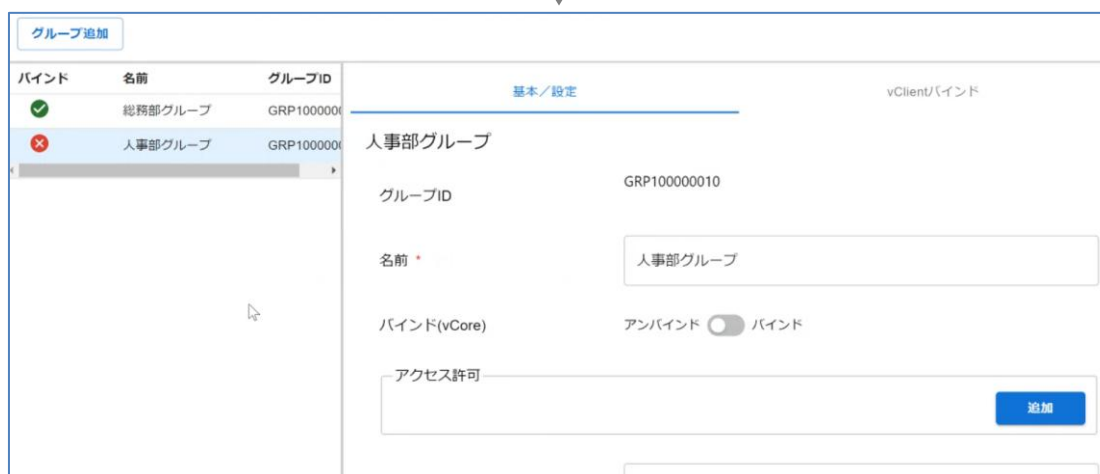 グループ追加
バインド 名前 グループID
総務部グループ GRP1000000
人事部グループ GRP1000000
基本／設定 vClientバインド
人事部グループ
グループID GRP100000010
名前 * 人事部グループ
バインド(vCore) アンバインド バインド
アクセス許可
追加